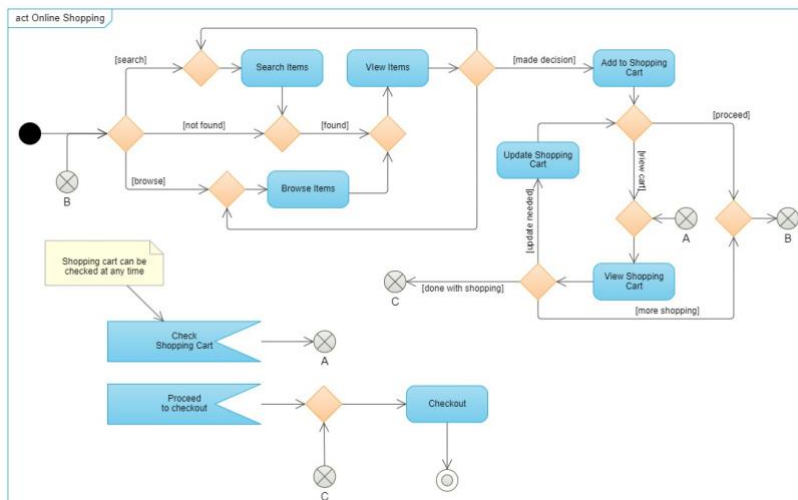 act Online Shopping
[search]
Search Items
View Items
[made decision]
Add to Shopping
Cart
[not found]
[found]
[proceed]
Update Shopping
Cart
[view cart]
[browse]
Browse Items
B
A
B
[update needed]
View Shopping
Cart
C
[done with shopping]
[more shopping]
Shopping cart can be
checked at any time
Check
Shopping Cart
A
Proceed
to checkout
Checkout
C